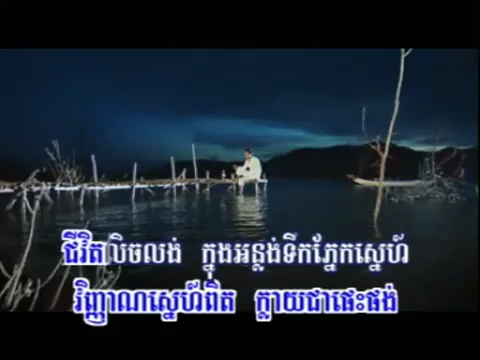 ជីវិតលិចលង់ ក្នុងអន្លង់ទឹកភ្នែកស្នេហ៍
វិញ្ញាណស្នេហ៍ពិត ក្លាយជាផេះផង់